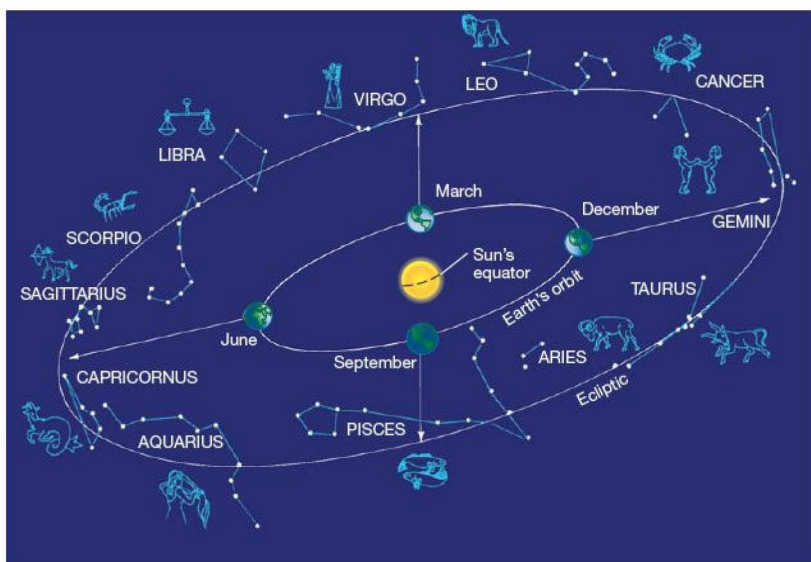 LEO
CANCER
VIRGO
LIBRA
March
December
SCORPIO
GEMINI
Sun's
equator
SAGITTARIUS
TAURUS
Earth's orbit
June
September
ARIES
CAPRICORNUS
Ecliptic
PISCES
AQUARIUS